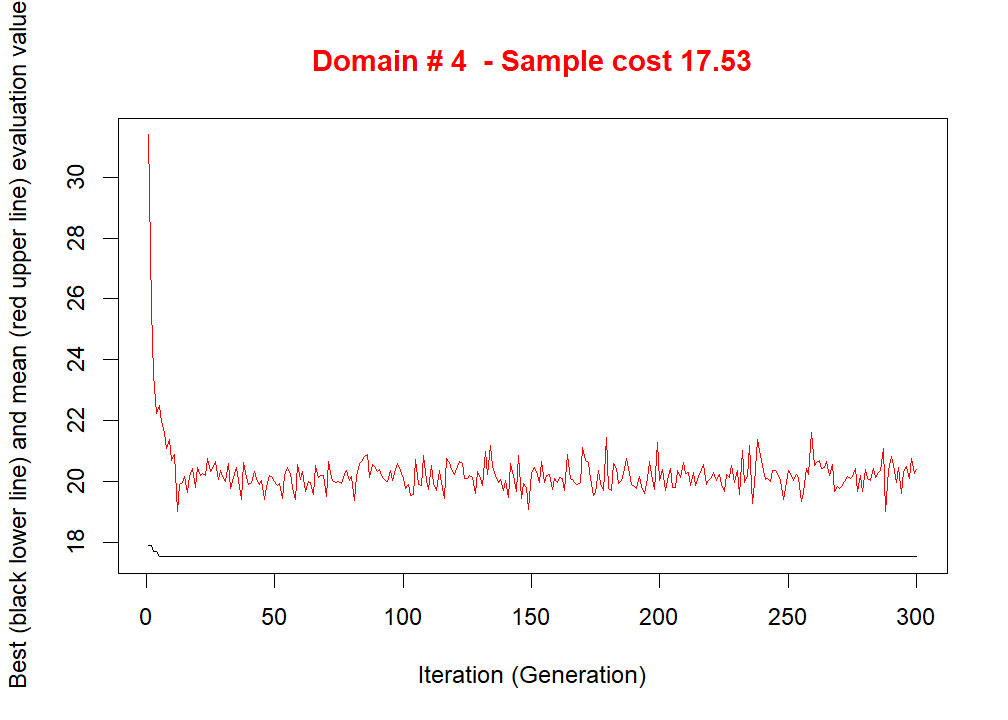 Domain # 4  - Sample cost 17.53
Best (black lower line) and mean (red upper line) evaluation value
30
28
26
24
22
20
18
0 50 100 150 200 250 300
Iteration (Generation)